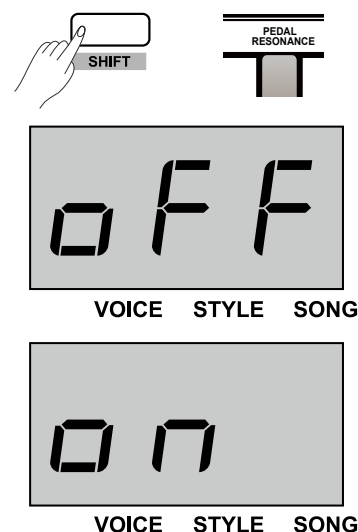 SHIFT
PEDAL
RESONANCE
oFF
VOICE STYLE SONG
on
VOICE STYLE SONG